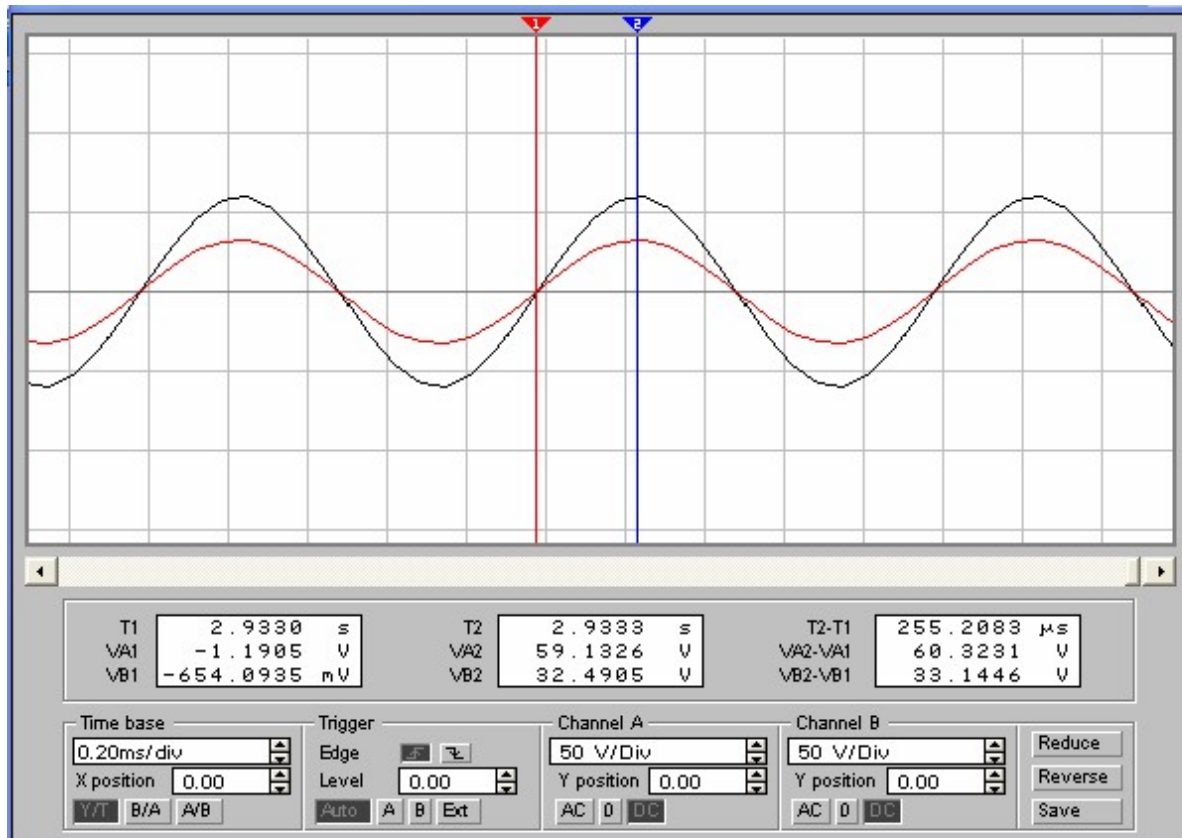 1 2
T1 2.9330 s T2 2.9333 s T2-T1 255.2083 µs
VA1 -1.1905 V VA2 59.1326 V VA2-VA1 60.3231 V
VB1 -654.0935 mV VB2 32.4905 V VB2-VB1 33.1446 V
Time base Trigger Channel A Channel B
0.20ms/div Edge 50 V/Div 50 V/Div Reduce
X position 0.00 Level 0.00 Y position 0.00 Y position 0.00 Reverse
Y/T B/A A/B Auto A B Ext AC 0 DC AC 0 DC Save